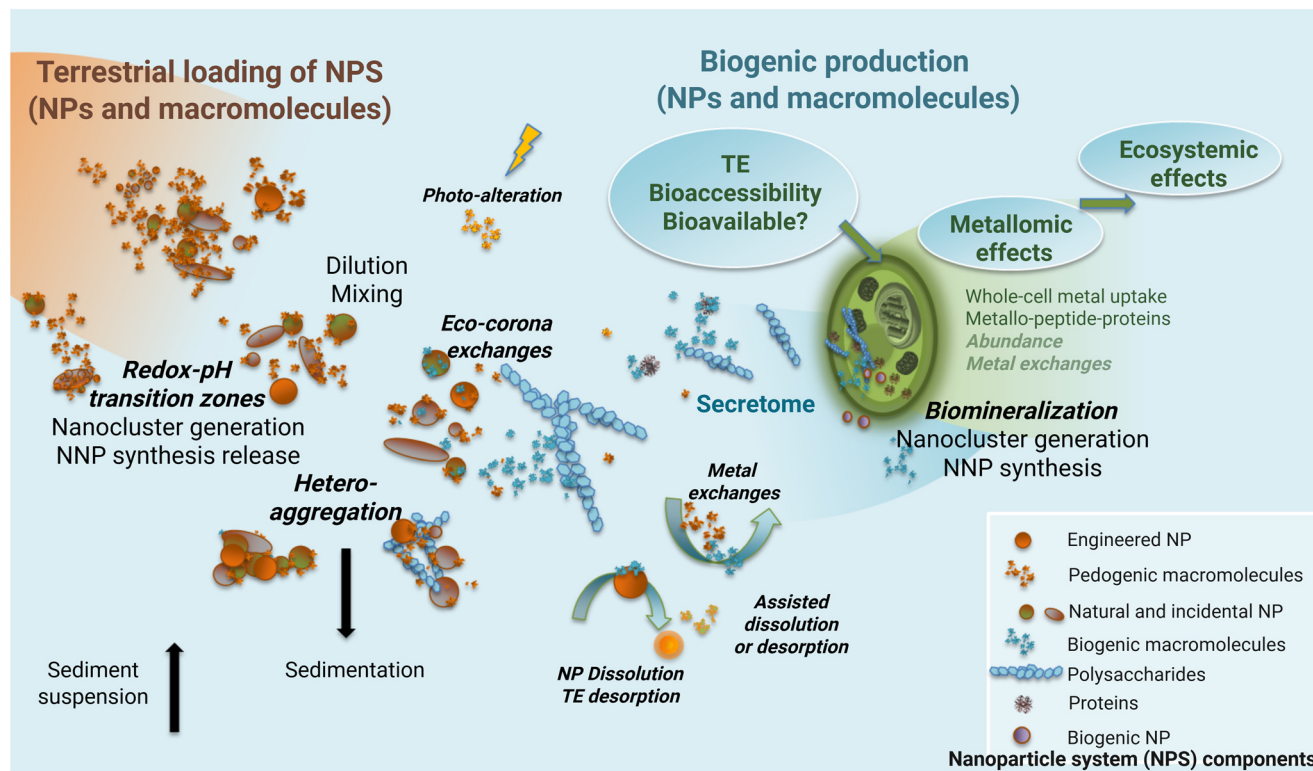 Terrestrial loading of NPS
(NPs and macromolecules)
Biogenic production
(NPs and macromolecules)
Photo-alteration
TE
Bioaccessibility
Bioavailable?
Ecosystemic
effects
Metallomic
effects
Dilution
Mixing
Whole-cell metal uptake
Metallo-peptide-proteins
Abundance
Metal exchanges
Eco-corona
exchanges
Redox-pH
transition zones
Nanocluster generation
NNP synthesis release
Secretome
Biomineralization
Nanocluster generation
NNP synthesis
Hetero-
aggregation
Metal
exchanges
Assisted
dissolution
or desorption
NP Dissolution
TE desorption
Sediment
suspension
Sedimentation
Engineered NP
Pedogenic macromolecules
Natural and incidental NP
Biogenic macromolecules
Polysaccharides
Proteins
Biogenic NP
Nanoparticle system (NPS) components